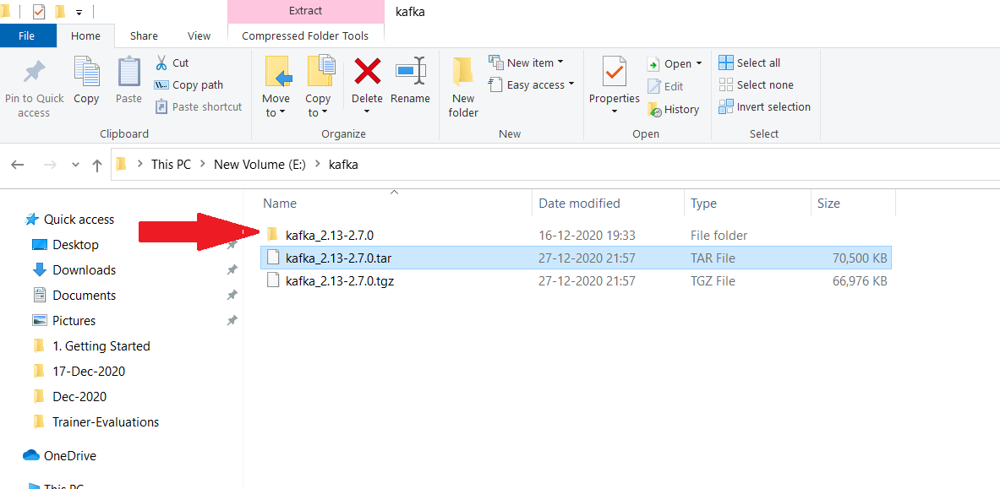 Extract kafka
File Home Share View Compressed Folder Tools
Pin to Quick access
Copy
Paste
Cut
Copy path
Paste shortcut
Clipboard
Move to
Copy to
Delete
Rename
Organize
New folder
New item
Easy access
New
Properties
Open
Edit
History
Open
Select all
Select none
Invert selection
Select
This PC > New Volume (E:) > kafka
Quick access
Desktop
Downloads
Documents
Pictures
1. Getting Started
17-Dec-2020
Dec-2020
Trainer-Evaluations
OneDrive
This PC
Name Date modified Type Size
kafka_2.13-2.7.0 16-12-2020 19:33 File folder
kafka_2.13-2.7.0.tar 27-12-2020 21:57 TAR File 70,500 KB
kafka_2.13-2.7.0.tgz 27-12-2020 21:57 TGZ File 66,976 KB